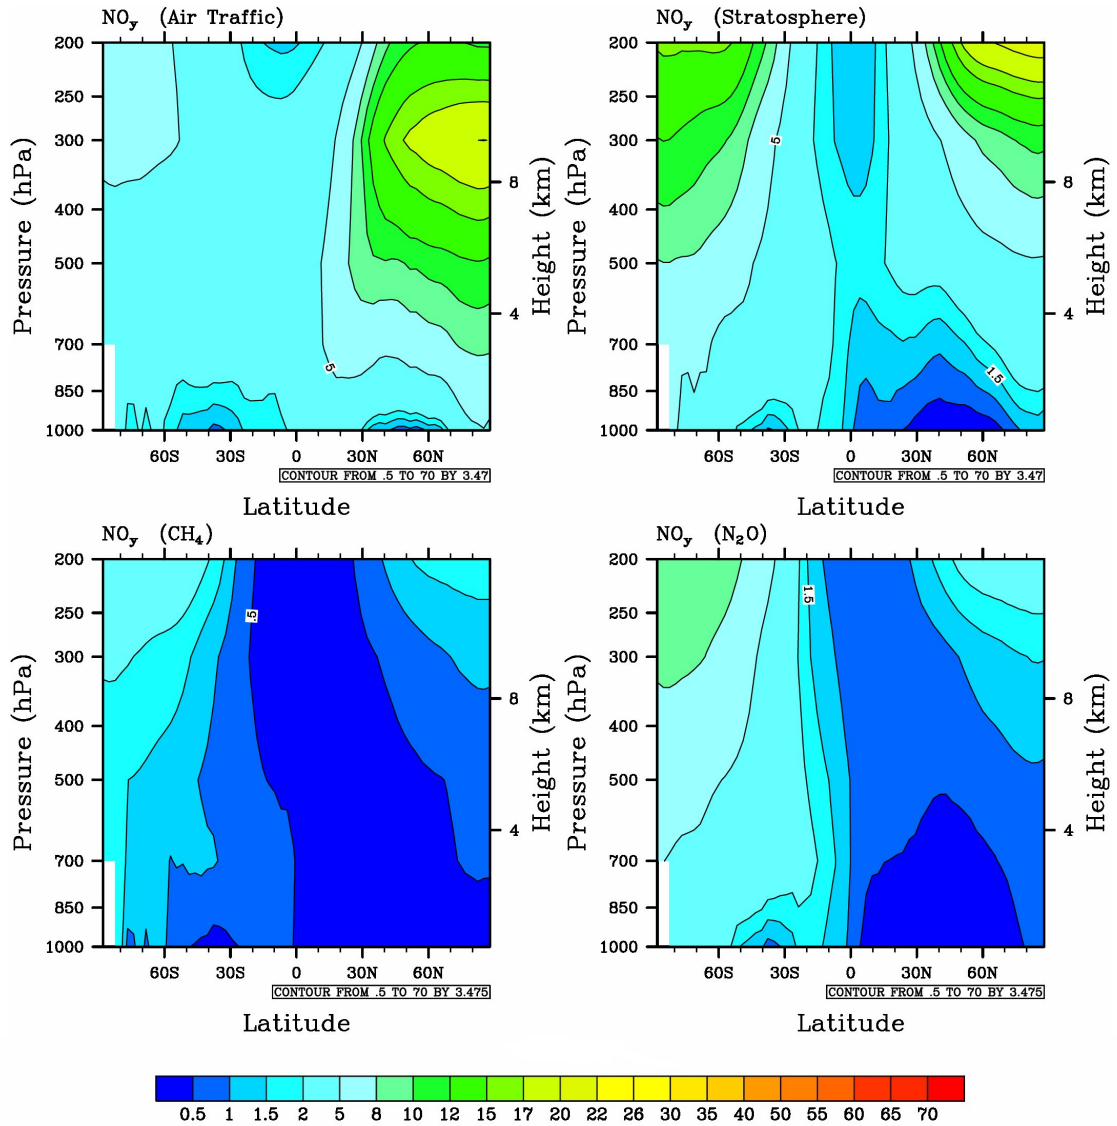 NOy (Air Traffic)
200
250
300
400
500
700
850
1000
Pressure (hPa)
8
4
Height (km)
5
60S 30S 0 30N 60N
CONTOUR FROM .5 TO 70 BY 3.47
Latitude
NOy (Stratosphere)
200
250
300
400
500
700
850
1000
Pressure (hPa)
8
4
Height (km)
5
1.5
60S 30S 0 30N 60N
CONTOUR FROM .5 TO 70 BY 3.47
Latitude
NOy (CH4)
200
250
300
400
500
700
850
1000
Pressure (hPa)
8
4
Height (km)
.5
60S 30S 0 30N 60N
CONTOUR FROM .5 TO 70 BY 3.475
Latitude
NOy (N2O)
200
250
300
400
500
700
850
1000
Pressure (hPa)
8
4
Height (km)
1.5
60S 30S 0 30N 60N
CONTOUR FROM .5 TO 70 BY 3.475
Latitude
0.5 1 1.5 2 5 8 10 12 15 17 20 22 26 30 35 40 50 55 60 65 70